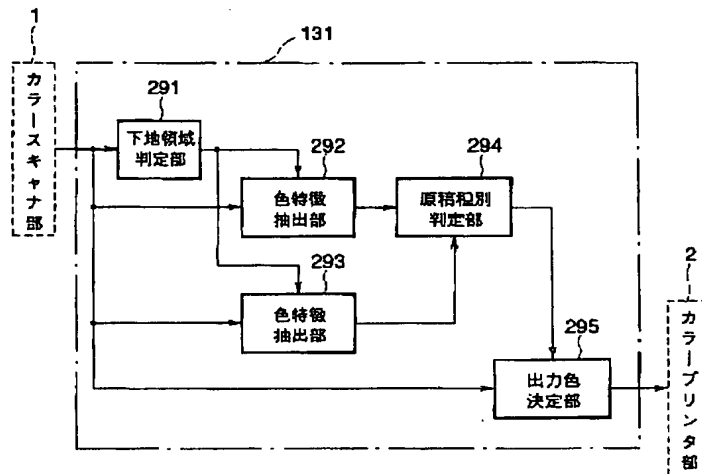 1
カラースキャナ部
131
291
下地領域
判定部
292
色特徴
抽出部
294
原稿種別
判定部
293
色特徴
抽出部
295
出力色
決定部
2
カラープリンタ部